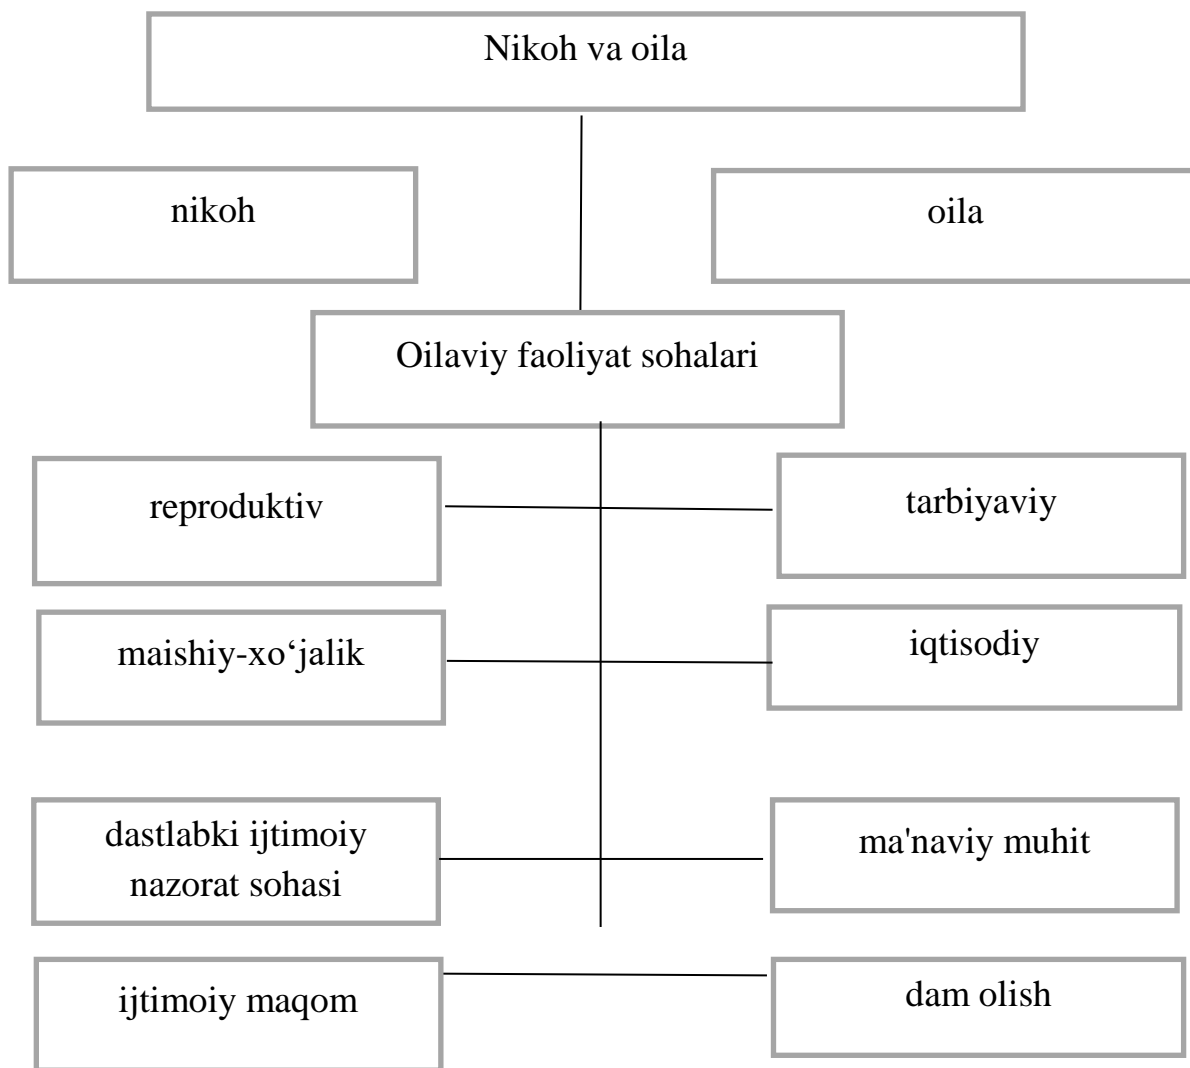 Nikoh va oila
nikoh
oila
Oilaviy faoliyat sohalari
reproduktiv
tarbiyaviy
maishiy-xo‘jalik
iqtisodiy
dastlabki ijtimoiy
nazorat sohasi
ma'naviy muhit
ijtimoiy maqom
dam olish